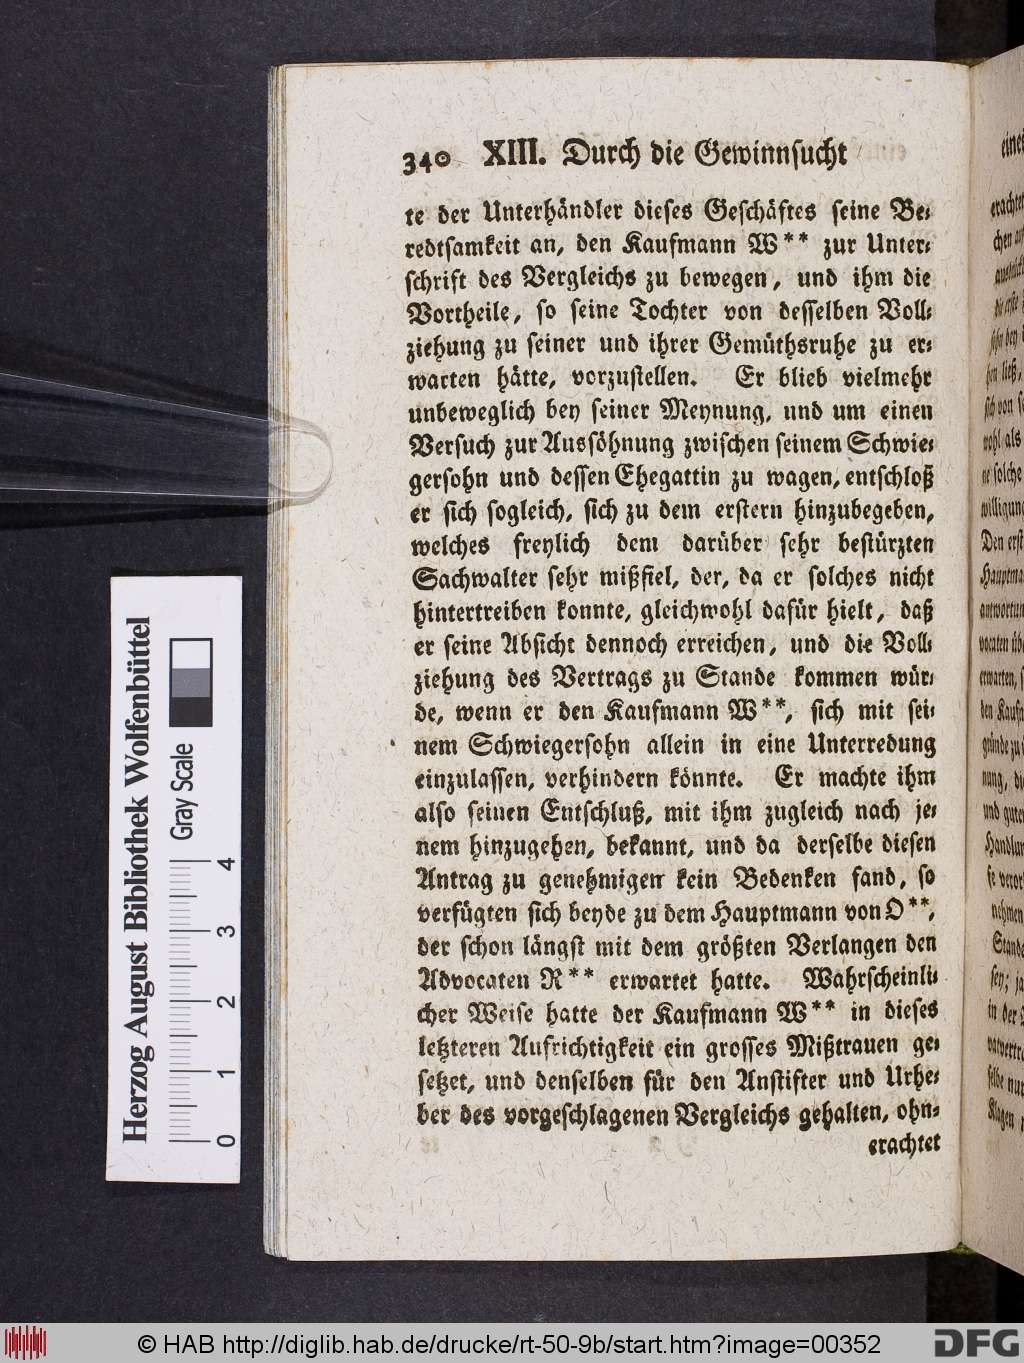 340 XIII. Durch die Gewinnsucht
te der Unterhändler dieses Geschäftes seine Be-
redtsamkeit an, den Kaufmann W** zur Unter-
schrift des Vergleichs zu bewegen, und ihm die
Vortheile, so seine Tochter von desselben Voll-
ziehung zu seiner und ihrer Gemüthsruhe zu er-
warten hätte, vorzustellen. Er blieb vielmehr
unbeweglich bey seiner Meynung, und um einen
Versuch zur Aussöhnung zwischen seinem Schwie-
gersohn und dessen Ehegattin zu wagen, entschloß
er sich sogleich, sich zu dem erstern hinzubegeben,
welches freylich dem darüber sehr bestürzten
Sachwalter sehr mißfiel, der, da er solches nicht
hintertreiben konnte, gleichwohl dafür hielt, daß
er seine Absicht dennoch erreichen, und die Voll-
ziehung des Vertrags zu Stande kommen wür-
de, wenn er den Kaufmann W**, sich mit sei-
nem Schwiegersohn allein in eine Unterredung
einzulassen, verhindern könnte. Er machte ihm
also seinen Entschluß, mit ihm zugleich nach je-
nem hinzugehen, bekannt, und da derselbe diesen
Antrag zu genehmigen kein Bedenken fand, so
verfügten sich beyde zu dem Hauptmann von O**,
der schon längst mit dem größten Verlangen den
Advocaten R** erwartet hatte. Wahrscheinli-
cher Weise hatte der Kaufmann W** in dieses
letzteren Aufrichtigkeit ein grosses Mißtrauen ge-
setzet, und denselben für den Anstifter und Urhe-
ber des vorgeschlagenen Vergleichs gehalten, ohn-
erachtet
Herzog August Bibliothek Wolfenbüttel
Gray Scale
0 1 2 3 4
© HAB http://diglib.hab.de/drucke/rt-50-9b/start.htm?image=00352
DFG